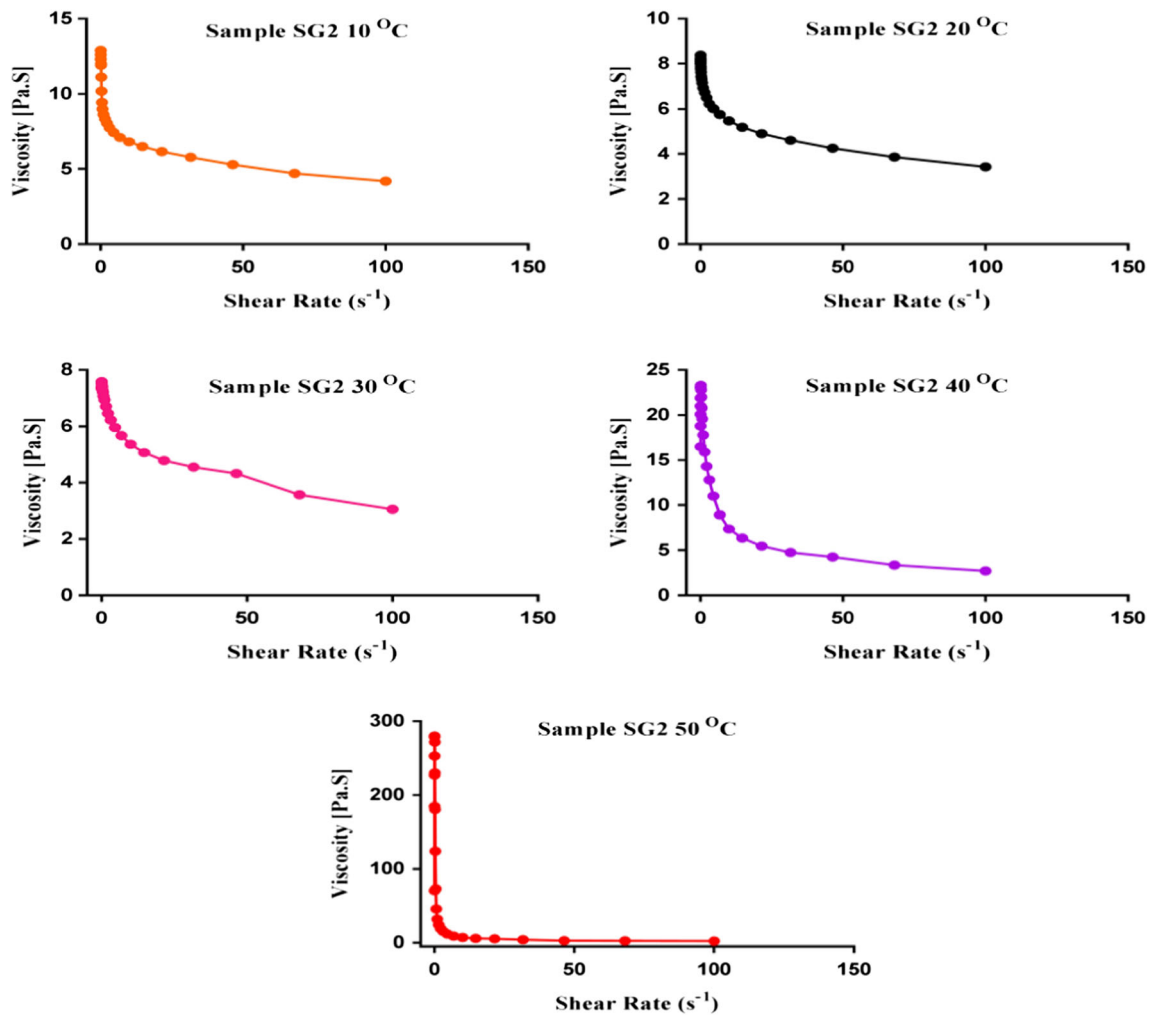 Sample SG2 10 ᴼC
Viscosity [Pa.S]
15
10
5
0
0 50 100 150
Shear Rate (s⁻¹)
Sample SG2 20 ᴼC
Viscosity [Pa.S]
10
8
6
4
2
0
0 50 100 150
Shear Rate (s⁻¹)
Sample SG2 30 ᴼC
Viscosity [Pa.S]
8
6
4
2
0
0 50 100 150
Shear Rate (s⁻¹)
Sample SG2 40 ᴼC
Viscosity [Pa.S]
25
20
15
10
5
0
0 50 100 150
Shear Rate (s⁻¹)
Sample SG2 50 ᴼC
Viscosity [Pa.S]
300
200
100
0
0 50 100 150
Shear Rate (s⁻¹)